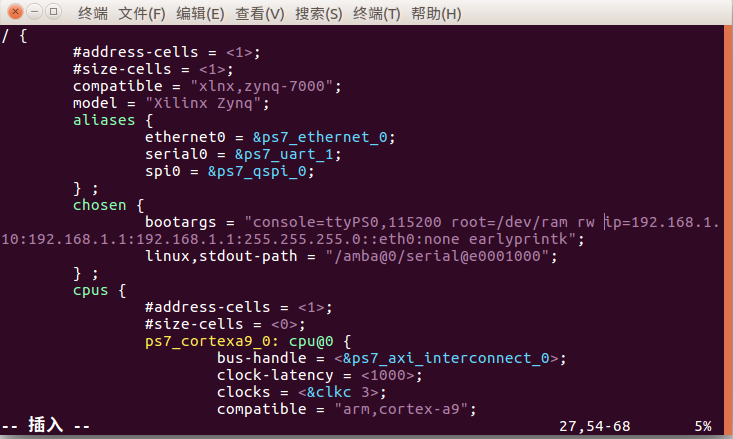 终端 文件(F) 编辑(E) 查看(V) 搜索(S) 终端(T) 帮助(H)
/ {
        #address-cells = <1>;
        #size-cells = <1>;
        compatible = "xlnx,zynq-7000";
        model = "Xilinx Zynq";
        aliases {
                ethernet0 = &ps7_ethernet_0;
                serial0 = &ps7_uart_1;
                spi0 = &ps7_qspi_0;
        } ;
        chosen {
                bootargs = "console=ttyPS0,115200 root=/dev/ram rw ip=192.168.1.
10:192.168.1.1:192.168.1.1:255.255.255.0::eth0:none earlyprintk";
                linux,stdout-path = "/amba@0/serial@e0001000";
        } ;
        cpus {
                #address-cells = <1>;
                #size-cells = <0>;
                ps7_cortexa9_0: cpu@0 {
                        bus-handle = <&ps7_axi_interconnect_0>;
                        clock-latency = <1000>;
                        clocks = <&clkc 3>;
                        compatible = "arm,cortex-a9";
-- 插入 --                                                    27,54-68       5%